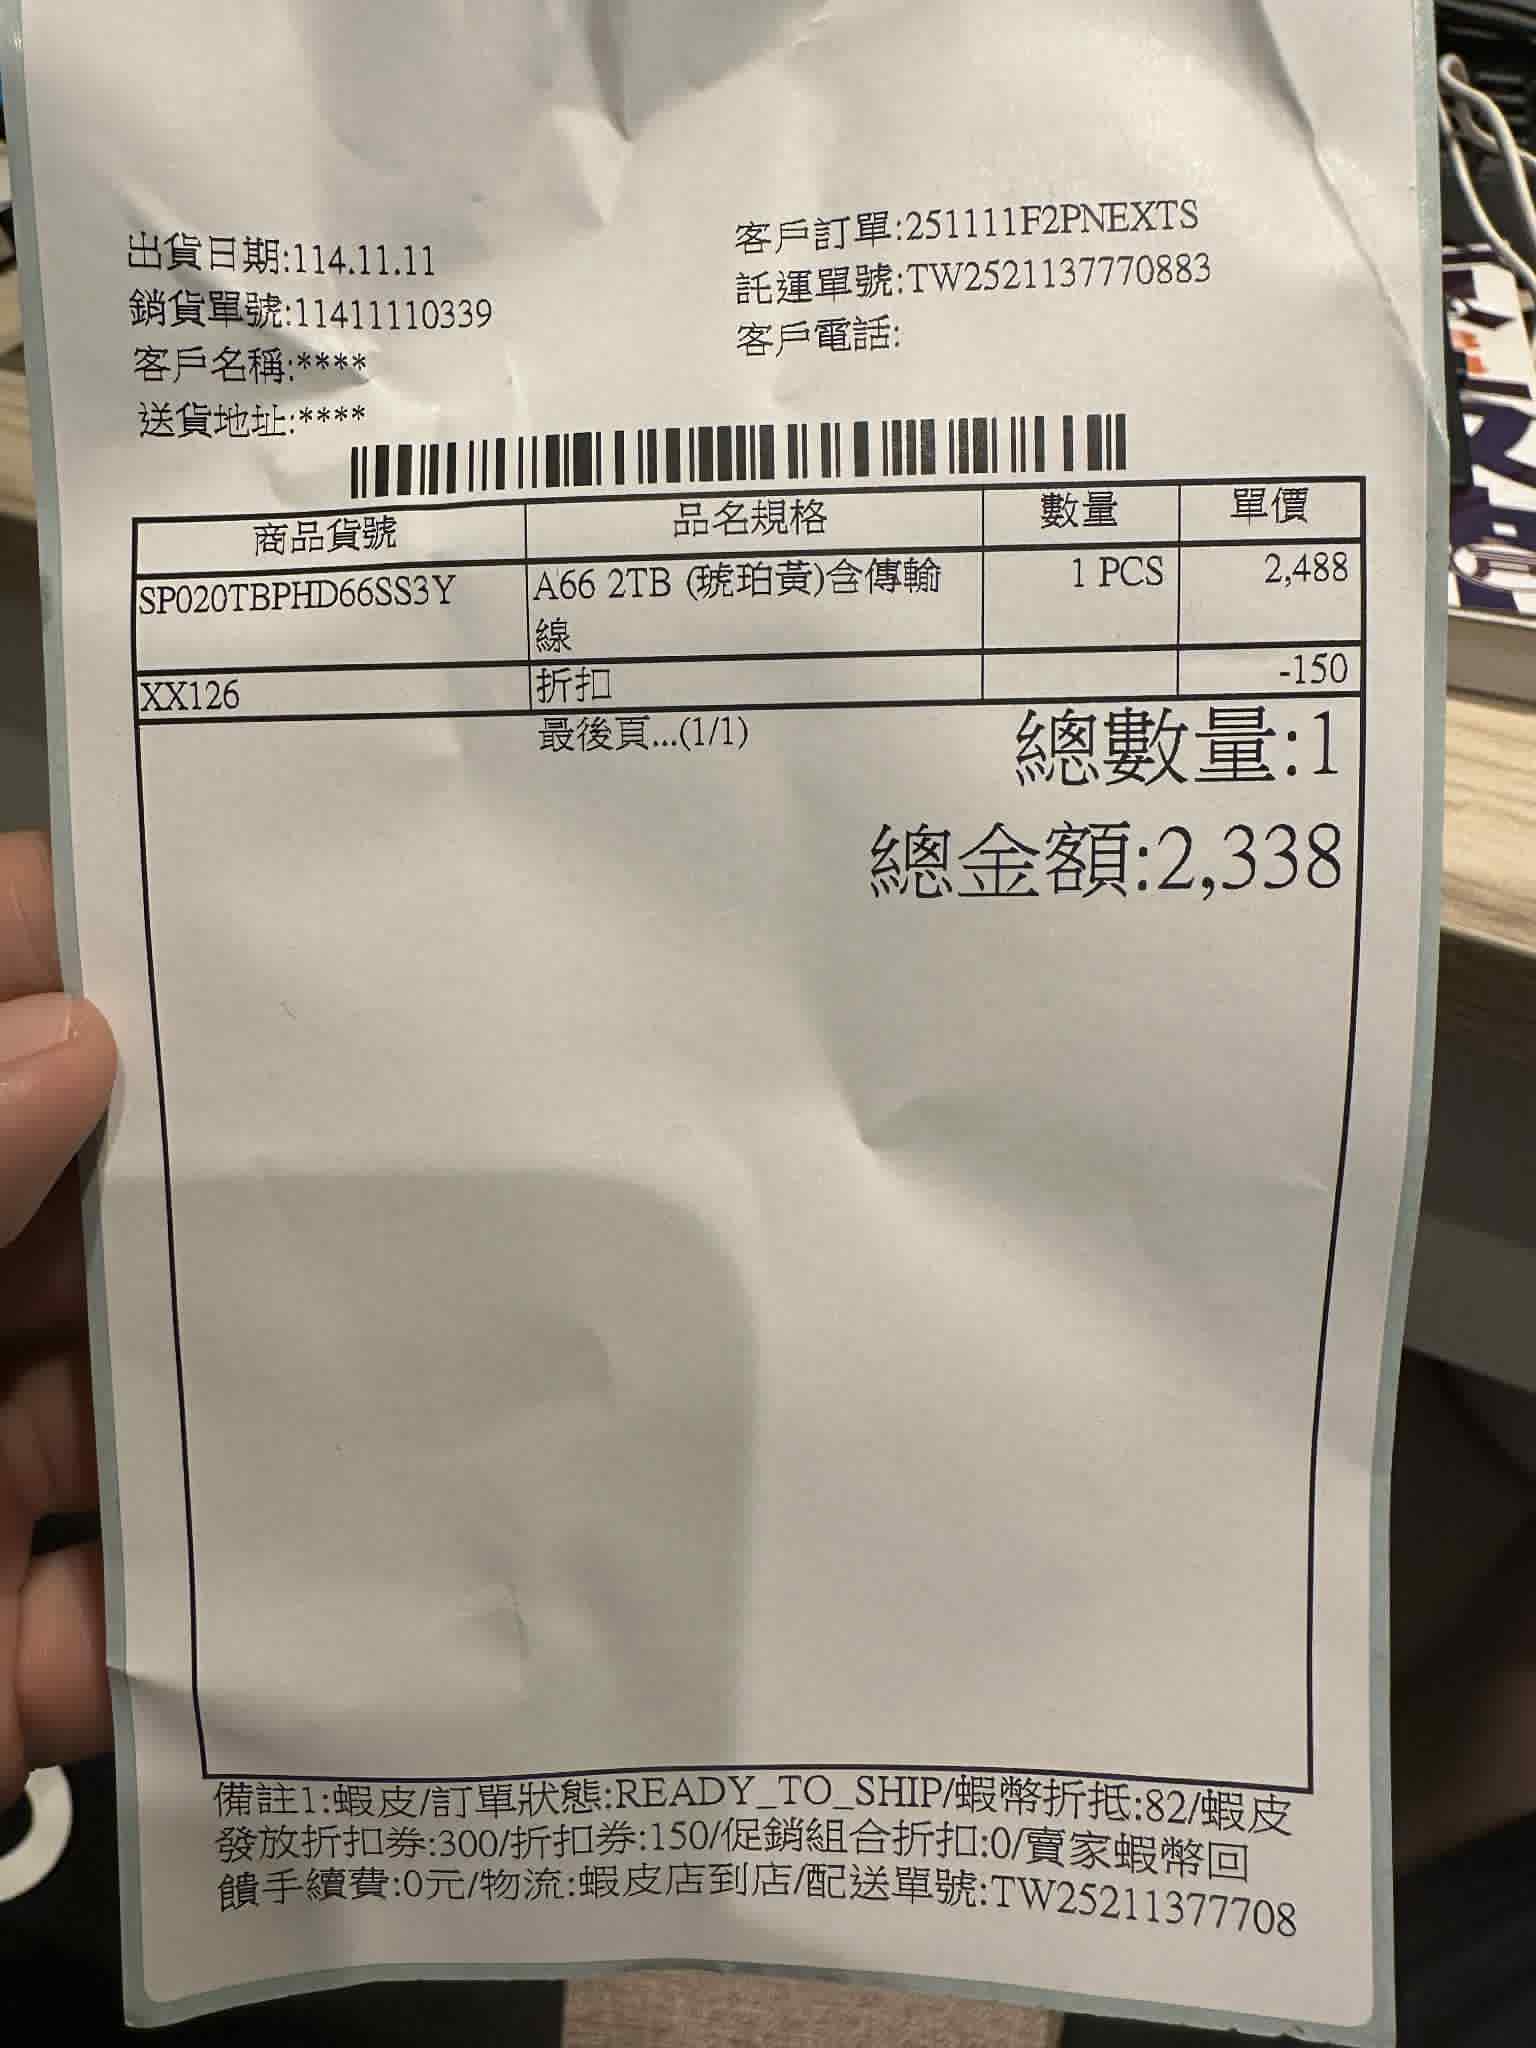 出貨日期:114.11.11
銷貨單號:11411110339
客戶名稱:****
送貨地址:****
客戶訂單:251111F2PNEXTS
託運單號:TW2521137770883
客戶電話:
商品貨號 品名規格 數量 單價
SP020TBPHD66SS3Y A66 2TB (琥珀黃)含傳輸 1 PCS 2,488
線
XX126 折扣 -150
最後頁...(1/1)
總數量:1
總金額:2,338
備註1:蝦皮/訂單狀態:READY_TO_SHIP/蝦幣折抵:82/蝦皮
發放折扣券:300/折扣券:150/促銷組合折扣:0/賣家蝦幣回
饋手續費:0元/物流:蝦皮店到店/配送單號:TW25211377708